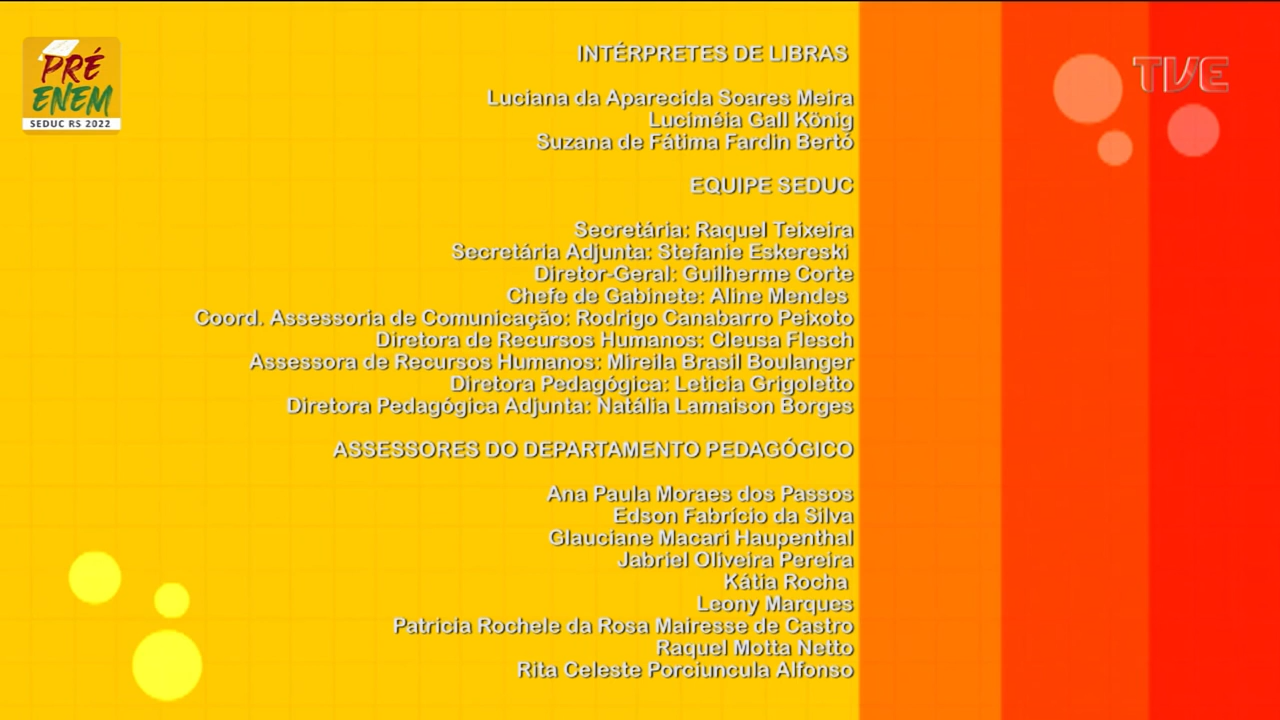 PRÉ
ENEM
SEDUC RS 2022
TVE
INTÉRPRETES DE LIBRAS
Luciana da Aparecida Soares Meira
Luciméia Gall König
Suzana de Fátima Fardin Bertó
EQUIPE SEDUC
Secretária: Raquel Teixeira
Secretária Adjunta: Stefanie Eskereski
Diretor-Geral: Guilherme Corte
Chefe de Gabinete: Aline Mendes
Coord. Assessoria de Comunicação: Rodrigo Canabarro Peixoto
Diretora de Recursos Humanos: Cleusa Flesch
Assessora de Recursos Humanos: Mireila Brasil Boulanger
Diretora Pedagógica: Leticia Grigoletto
Diretora Pedagógica Adjunta: Natália Lamaison Borges
ASSESSORES DO DEPARTAMENTO PEDAGÓGICO
Ana Paula Moraes dos Passos
Edson Fabrício da Silva
Glauciane Macari Haupenthal
Jabriel Oliveira Pereira
Kátia Rocha
Leony Marques
Patricia Rochele da Rosa Mairesse de Castro
Raquel Motta Netto
Rita Celeste Porciuncula Alfonso